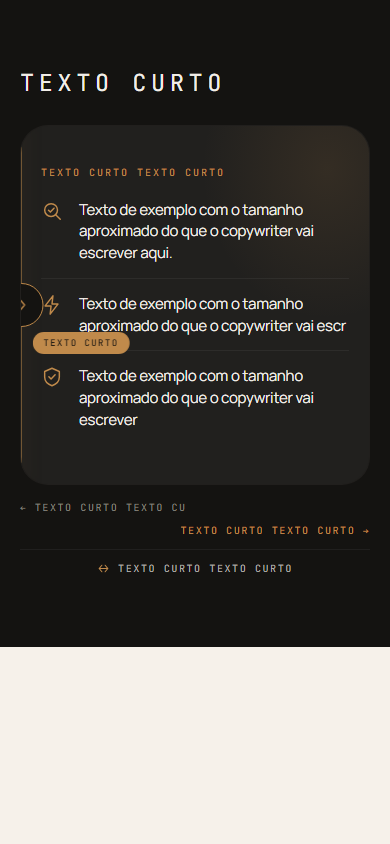 TEXTO CURTO
TEXTO CURTO TEXTO CURTO
Texto de exemplo com o tamanho
aproximado do que o copywriter vai
escrever aqui.
Texto de exemplo com o tamanho
aproximado do que o copywriter vai escr
TEXTO CURTO
Texto de exemplo com o tamanho
aproximado do que o copywriter vai
escrever
← TEXTO CURTO TEXTO CU
TEXTO CURTO TEXTO CURTO →
↔ TEXTO CURTO TEXTO CURTO